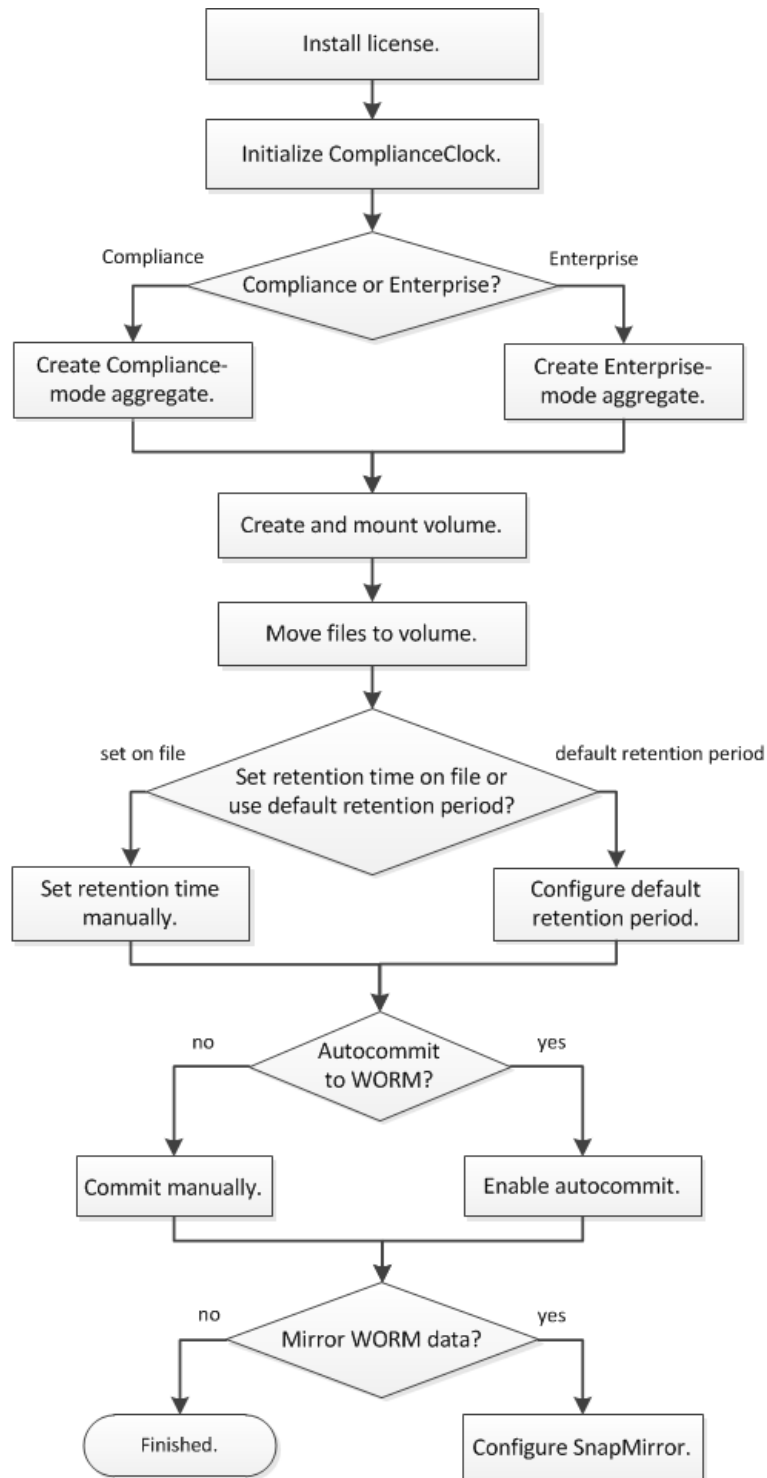 Install license.
Initialize ComplianceClock.
Compliance
Enterprise
Compliance or Enterprise?
Create Compliance-
mode aggregate.
Create Enterprise-
mode aggregate.
Create and mount volume.
Move files to volume.
set on file
default retention period
Set retention time on file or
use default retention period?
Set retention time
manually.
Configure default
retention period.
no
yes
Autocommit
to WORM?
Commit manually.
Enable autocommit.
no
yes
Mirror WORM data?
Finished.
Configure SnapMirror.